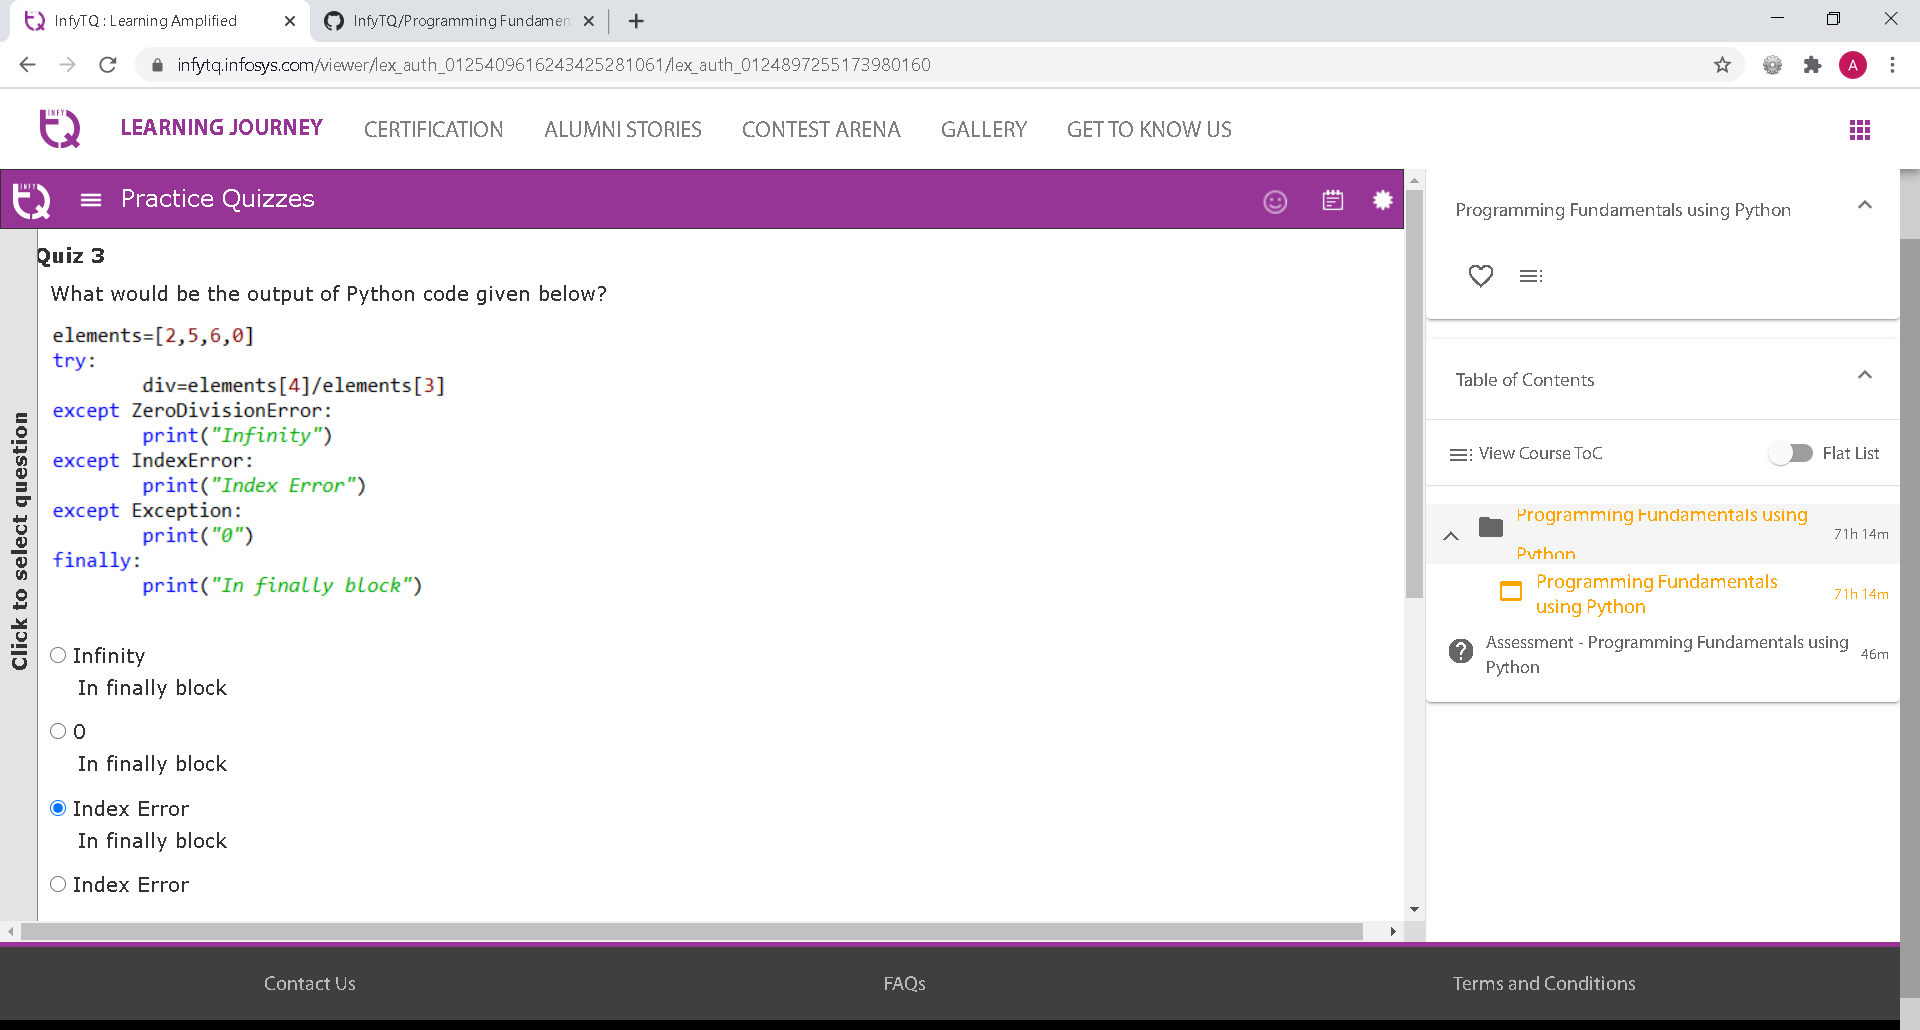 InfyTQ : Learning Amplified
InfyTQ/Programming Fundamen
infytq.infosys.com/viewer/lex_auth_0125409616243425281061/lex_auth_0124897255173980160
A
INFY
TQ
LEARNING JOURNEY
CERTIFICATION
ALUMNI STORIES
CONTEST ARENA
GALLERY
GET TO KNOW US
INFY
TQ
Practice Quizzes
Programming Fundamentals using Python
Click to select question
Quiz 3
What would be the output of Python code given below?
elements=[2,5,6,0]
try:
        div=elements[4]/elements[3]
except ZeroDivisionError:
        print("Infinity")
except IndexError:
        print("Index Error")
except Exception:
        print("0")
finally:
        print("In finally block")
Infinity
In finally block
0
In finally block
Index Error
In finally block
Index Error
Table of Contents
View Course ToC
Flat List
Programming Fundamentals using
Python
71h 14m
Programming Fundamentals
using Python
71h 14m
Assessment - Programming Fundamentals using
Python
46m
Contact Us
FAQs
Terms and Conditions